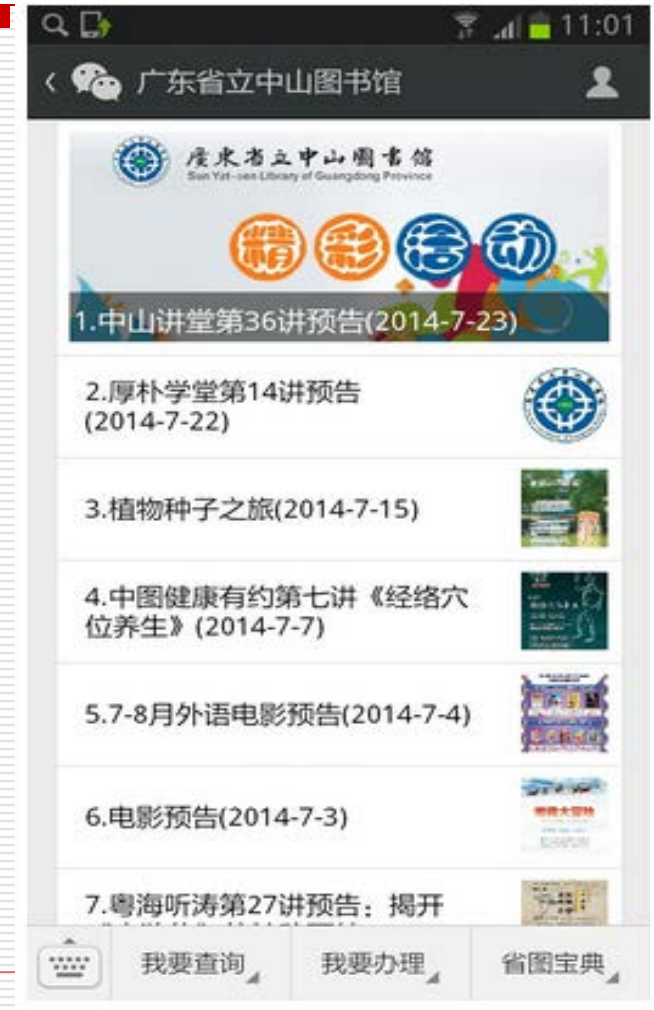 11:01
广东省立中山图书馆
廣東省立中山圖書館
Sun Yat-sen Library of Guangdong Province
精彩活动
1.中山讲堂第36讲预告(2014-7-23)
2.厚朴学堂第14讲预告
(2014-7-22)
3.植物种子之旅(2014-7-15)
4.中图健康有约第七讲《经络穴
位养生》(2014-7-7)
5.7-8月外语电影预告(2014-7-4)
6.电影预告(2014-7-3)
7.粤海听涛第27讲预告：揭开
我要查询
我要办理
省图宝典